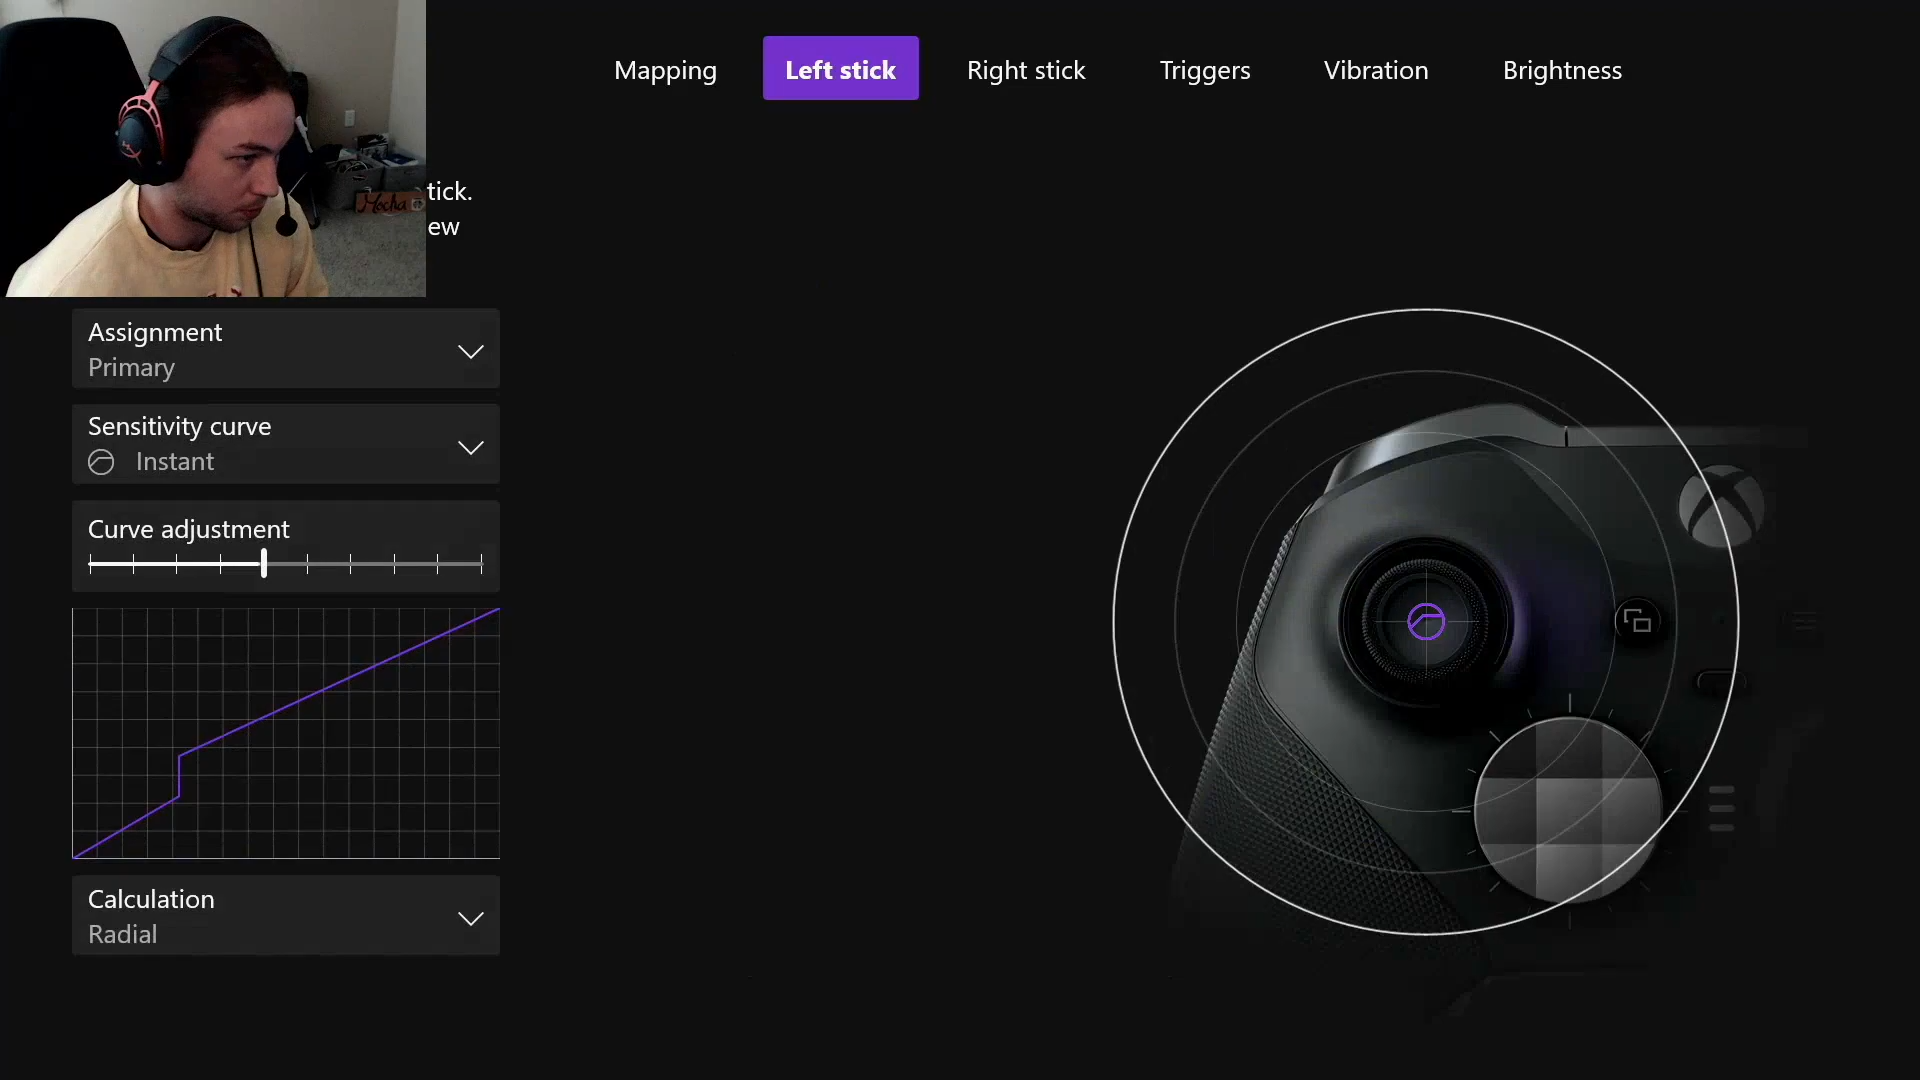 Mapping
Left stick
Right stick
Triggers
Vibration
Brightness
Mocha
tick.
ew
Assignment
Primary
Sensitivity curve
Instant
Curve adjustment
Calculation
Radial